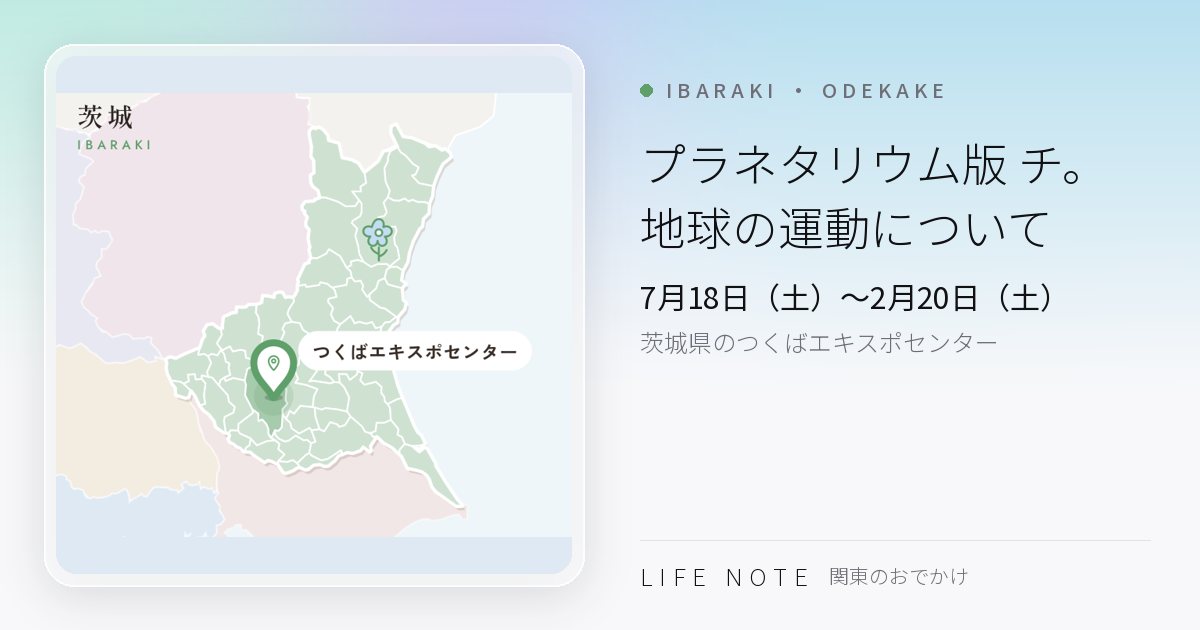 茨城
IBARAKI
つくばエキスポセンター
IBARAKI ・ ODEKAKE
プラネタリウム版 チ。
地球の運動について
7月18日（土）〜2月20日（土）
茨城県のつくばエキスポセンター
LIFE NOTE 関東のおでかけ